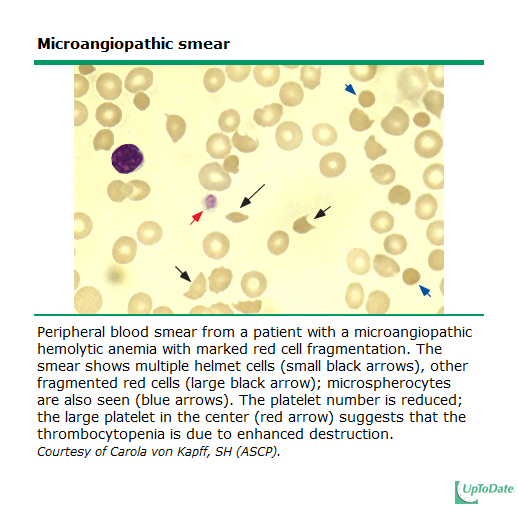 Microangiopathic smear
Peripheral blood smear from a patient with a microangiopathic
hemolytic anemia with marked red cell fragmentation. The
smear shows multiple helmet cells (small black arrows), other
fragmented red cells (large black arrow); microspherocytes
are also seen (blue arrows). The platelet number is reduced;
the large platelet in the center (red arrow) suggests that the
thrombocytopenia is due to enhanced destruction.
Courtesy of Carola von Kapff, SH (ASCP).
UpToDate